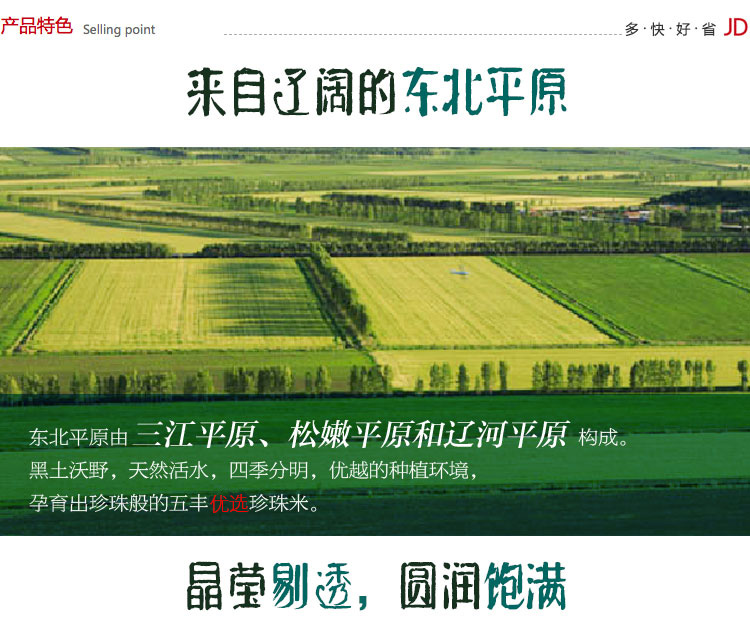 产品特色 Selling point 多·快·好·省 JD
来自辽阔的东北平原
东北平原由 三江平原、松嫩平原和辽河平原 构成。
黑土沃野，天然活水，四季分明，优越的种植环境，
孕育出珍珠般的五丰优选珍珠米。
晶莹剔透，圆润饱满